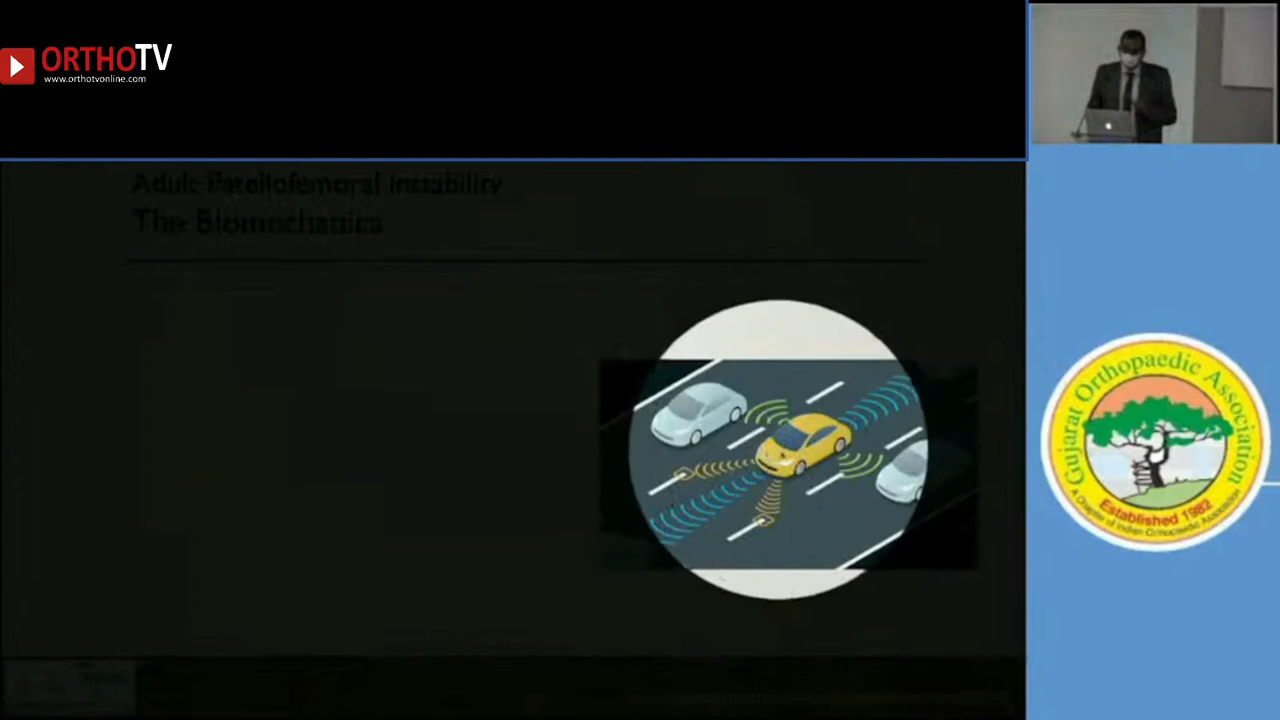 ORTHOTV
www.orthotvonline.com
Adult Patellofemoral Instability
The Biomechanics
Gujarat Orthopaedic Association
Established 1982
A Chapter of Indian Orthopaedic Association